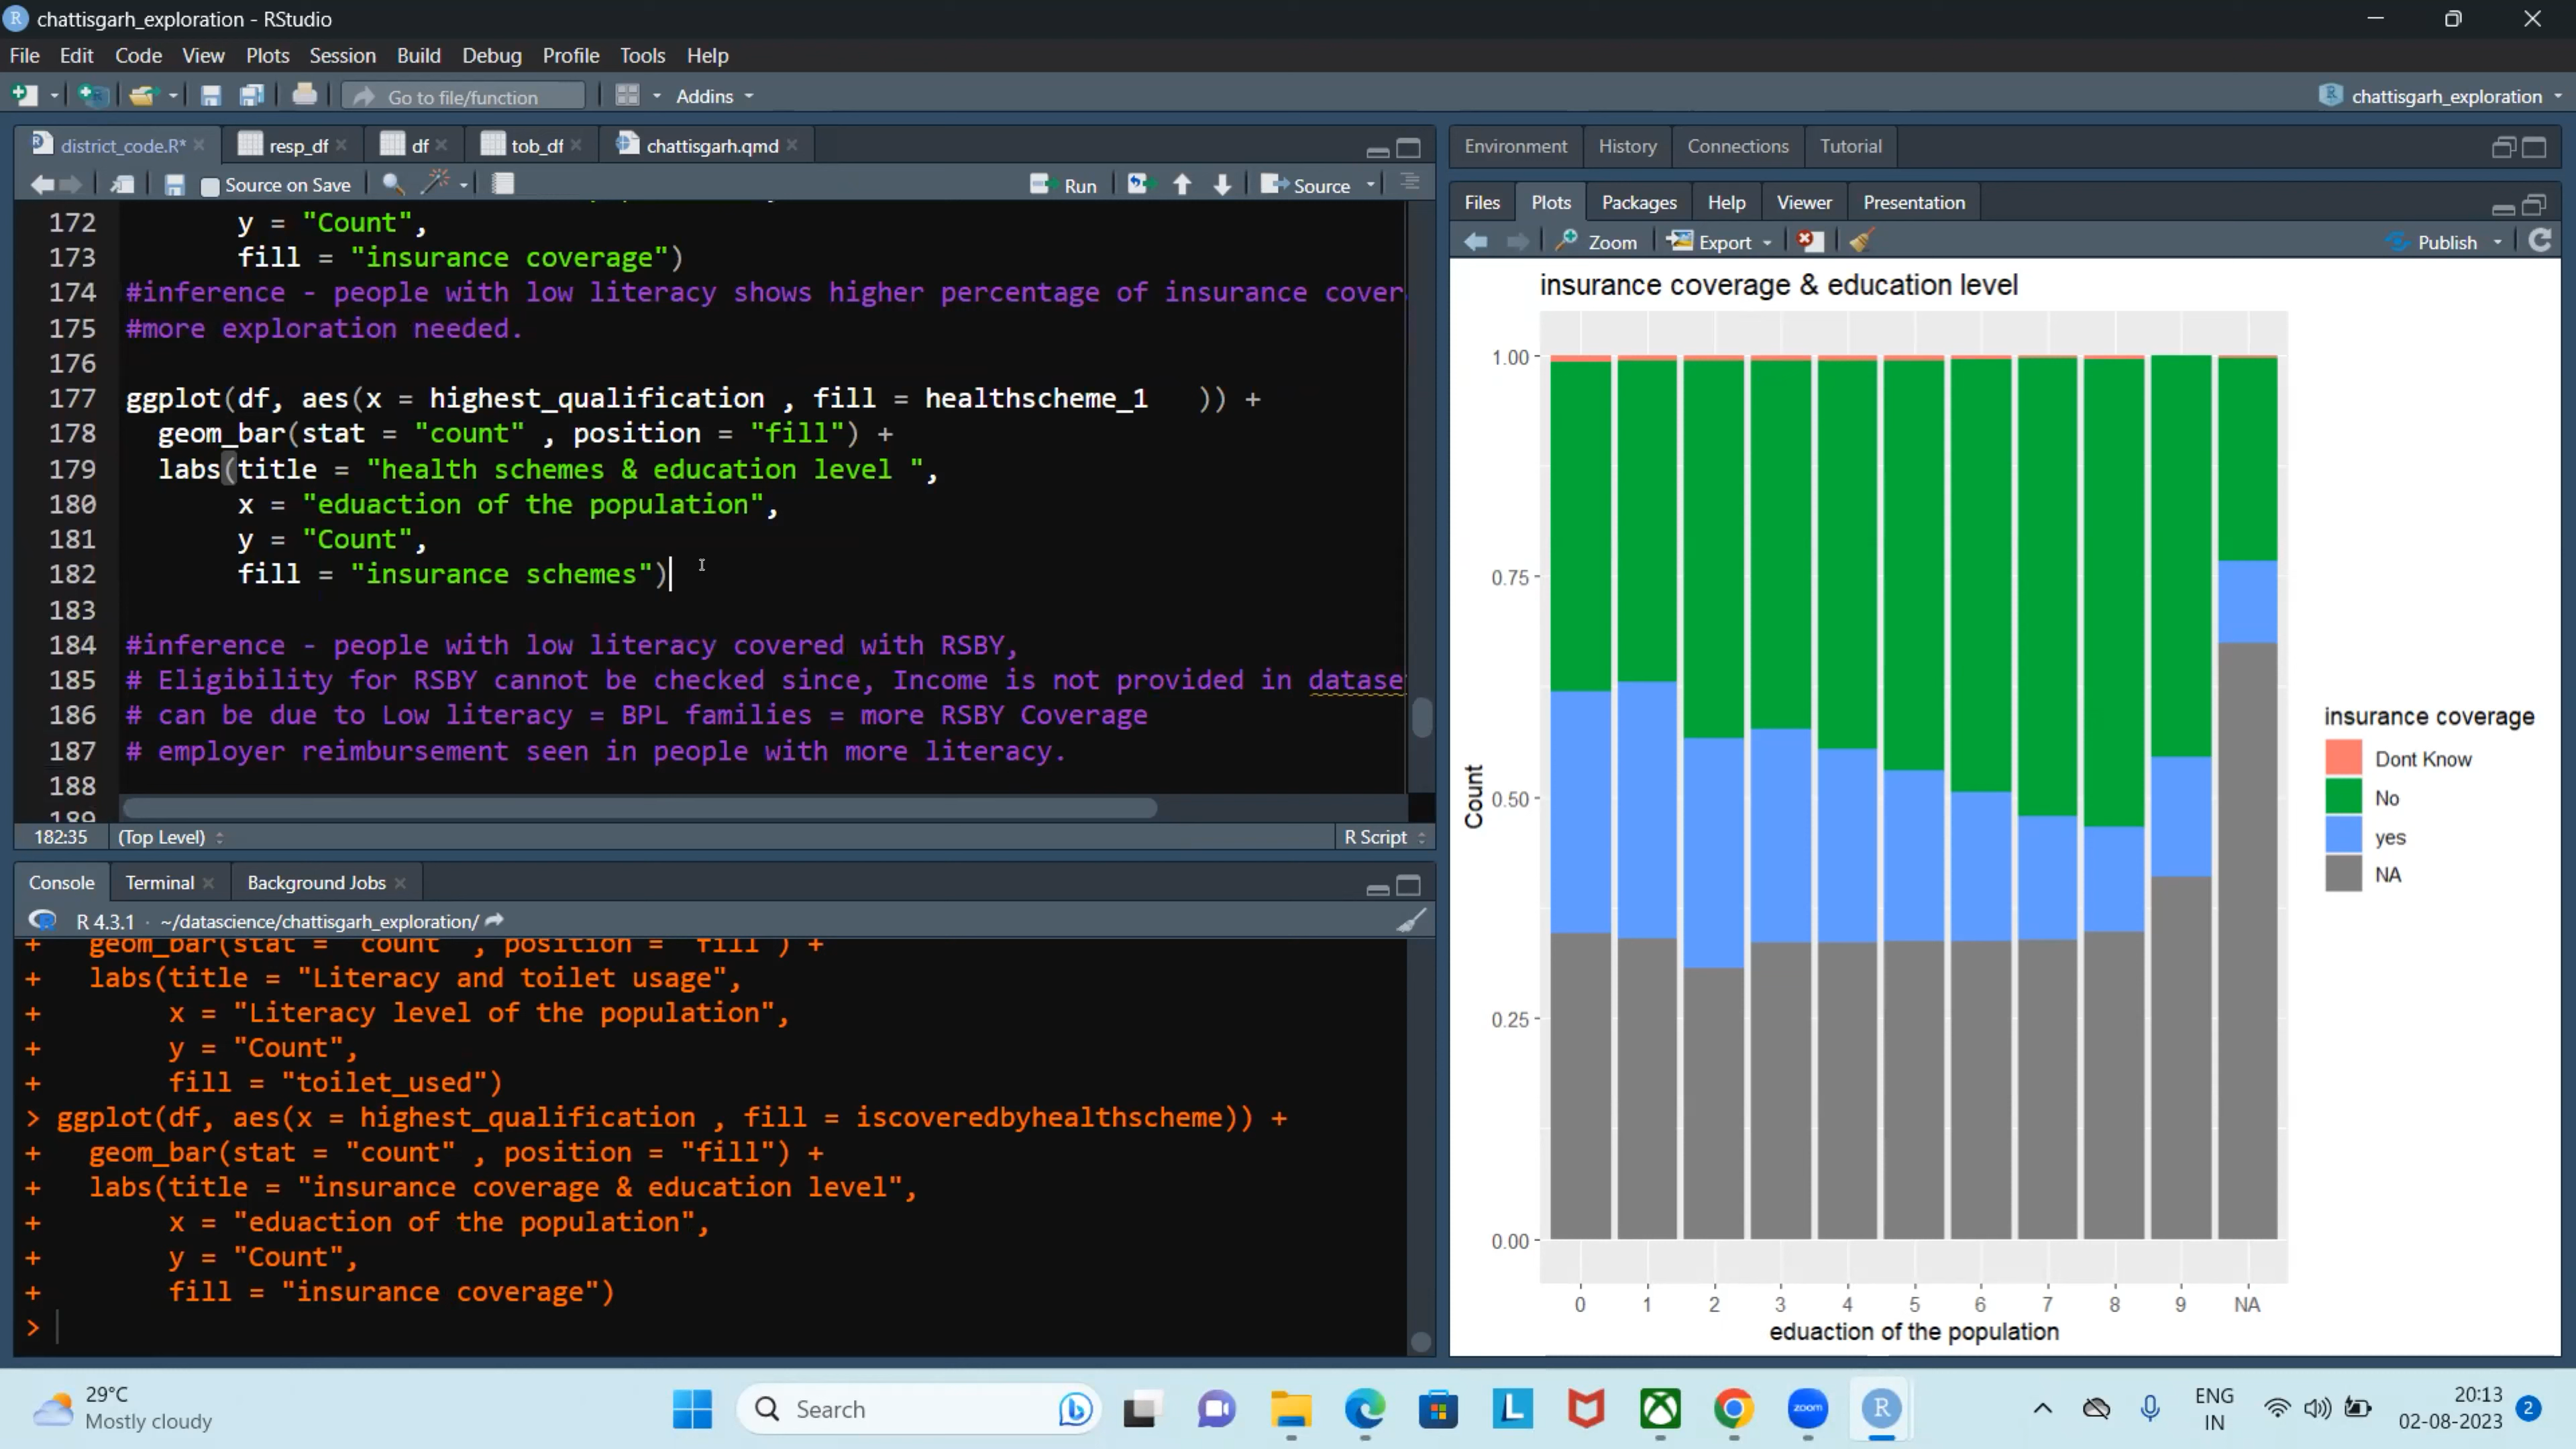 chattisgarh_exploration - RStudio
File Edit Code View Plots Session Build Debug Profile Tools Help
Go to file/function Addins chattisgarh_exploration
district_code.R* resp_df df tob_df chattisgarh.qmd
Source on Save Run Source
172 y = "Count",
173 fill = "insurance coverage")
174 #inference - people with low literacy shows higher percentage of insurance cover
175 #more exploration needed.
176
177 ggplot(df, aes(x = highest_qualification , fill = healthscheme_1 )) +
178 geom_bar(stat = "count" , position = "fill") +
179 labs(title = "health schemes & education level ",
180 x = "eduaction of the population",
181 y = "Count",
182 fill = "insurance schemes")
183
184 #inference - people with low literacy covered with RSBY,
185 # Eligibility for RSBY cannot be checked since, Income is not provided in datase
186 # can be due to Low literacy = BPL families = more RSBY Coverage
187 # employer reimbursement seen in people with more literacy.
188
189
182:35 (Top Level) R Script
Console Terminal Background Jobs
R 4.3.1 · ~/datascience/chattisgarh_exploration/
+ geom_bar(stat = "count" , position = "fill") +
+ labs(title = "Literacy and toilet usage",
+ x = "Literacy level of the population",
+ y = "Count",
+ fill = "toilet_used")
> ggplot(df, aes(x = highest_qualification , fill = iscoveredbyhealthscheme)) +
+ geom_bar(stat = "count" , position = "fill") +
+ labs(title = "insurance coverage & education level",
+ x = "eduaction of the population",
+ y = "Count",
+ fill = "insurance coverage")
>
Environment History Connections Tutorial
Files Plots Packages Help Viewer Presentation
Zoom Export Publish
insurance coverage & education level
1.00
0.75
0.50
0.25
0.00
Count
0 1 2 3 4 5 6 7 8 9 NA
eduaction of the population
insurance coverage
Dont Know
No
yes
NA
29°C
Mostly cloudy
Search
zoom
ENG
IN
20:13
02-08-2023
2